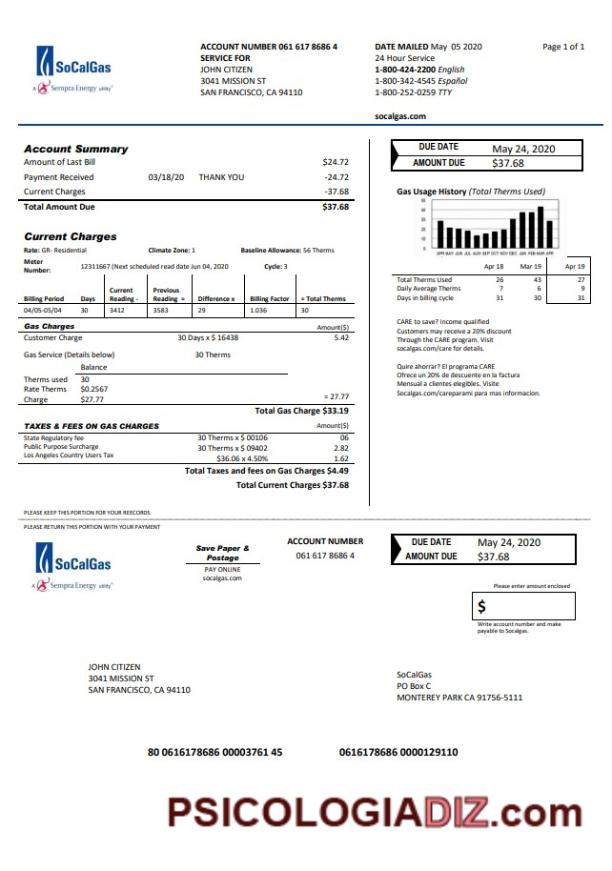 SoCalGas
A Sempra Energy utility
ACCOUNT NUMBER 061 617 8686 4
SERVICE FOR
JOHN CITIZEN
3041 MISSION ST
SAN FRANCISCO, CA 94110
DATE MAILED May 05 2020
24 Hour Service
1-800-424-2200 English
1-800-342-4545 Español
1-800-252-0259 TTY
socalgas.com
Page 1 of 1
Account Summary
Amount of Last Bill $24.72
Payment Received 03/18/20 THANK YOU -24.72
Current Charges -37.68
Total Amount Due $37.68
DUE DATE May 24, 2020
AMOUNT DUE $37.68
Gas Usage History (Total Therms Used)
50
40
30
20
10
0
APR MAY JUN JUL AUG SEP OCT NOV DEC JAN FEB MAR APR
Apr 18 Mar 19 Apr 19
Total Therms Used 26 43 27
Daily Average Therms 7 6 9
Days in billing cycle 31 30 31
CARE to save? Income qualified
Customers may receive a 20% discount
Through the CARE program. Visit
socalgas.com/care for details.
Quire ahorrar? El programa CARE
Ofrece un 20% de descuento en la factura
Mensual a clientes elegibles. Visite
Socalgas.com/careparami para mas informacion.
Current Charges
Rate: GR- Residential Climate Zone: 1 Baseline Allowance: 56 Therms
Meter
Number: 12311667 (Next scheduled read date Jun 04, 2020 Cycle: 3
Billing Period Days Current Reading - Previous Reading = Difference x Billing Factor = Total Therms
04/05-05/04 30 3412 3583 29 1.036 30
Gas Charges Amount($)
Customer Charge 30 Days x $ 16438 5.42
Gas Service (Details below) 30 Therms
Balance
Therms used 30
Rate Therms $0.2567
Charge $27.77 = 27.77
Total Gas Charge $33.19
TAXES & FEES ON GAS CHARGES Amount($)
State Regulatory fee 30 Therms x $ 00106 06
Public Purpose Surcharge 30 Therms x $ 09402 2.82
Los Angeles Country Users Tax $36.06 x 4.50% 1.62
Total Taxes and fees on Gas Charges $4.49
Total Current Charges $37.68
PLEASE KEEP THIS PORTION FOR YOUR REECORDS
PLEASE RETURN THIS PORTION WITH YOUR PAYMENT
SoCalGas
A Sempra Energy utility
Save Paper &
Postage
PAY ONLINE
socalgas.com
ACCOUNT NUMBER
061 617 8686 4
DUE DATE May 24, 2020
AMOUNT DUE $37.68
Please enter amount enclosed
$
Write account number and make
payable to Socalgas.
JOHN CITIZEN
3041 MISSION ST
SAN FRANCISCO, CA 94110
SoCalGas
PO Box C
MONTEREY PARK CA 91756-5111
80 0616178686 00003761 45 0616178686 0000129110
PSICOLOGIADIZ.com